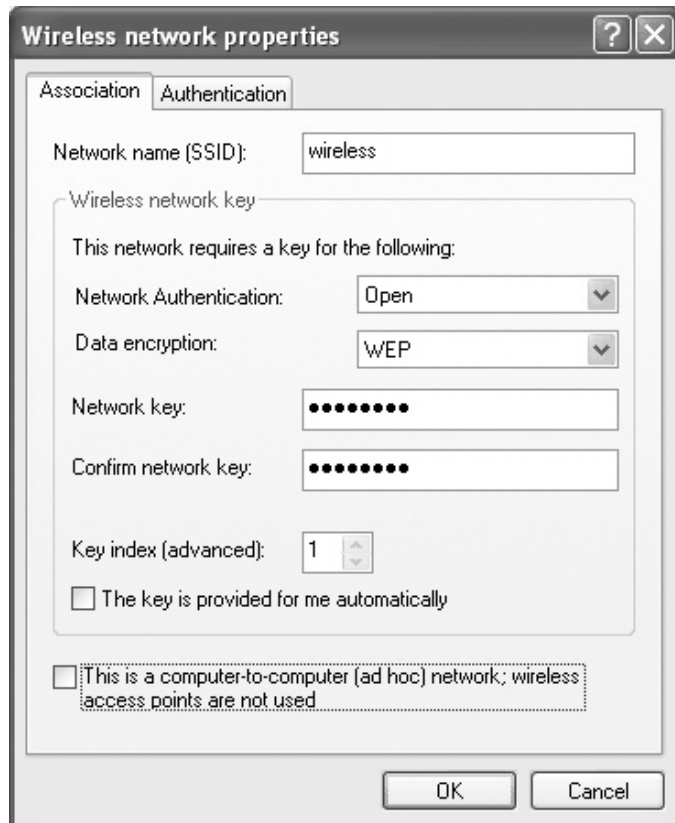 Wireless network properties
Association
Authentication
Network name (SSID):
wireless
Wireless network key
This network requires a key for the following:
Network Authentication:
Open
Data encryption:
WEP
Network key:
••••••••
Confirm network key:
••••••••
Key index (advanced):
1
The key is provided for me automatically
This is a computer-to-computer (ad hoc) network; wireless
access points are not used
OK
Cancel